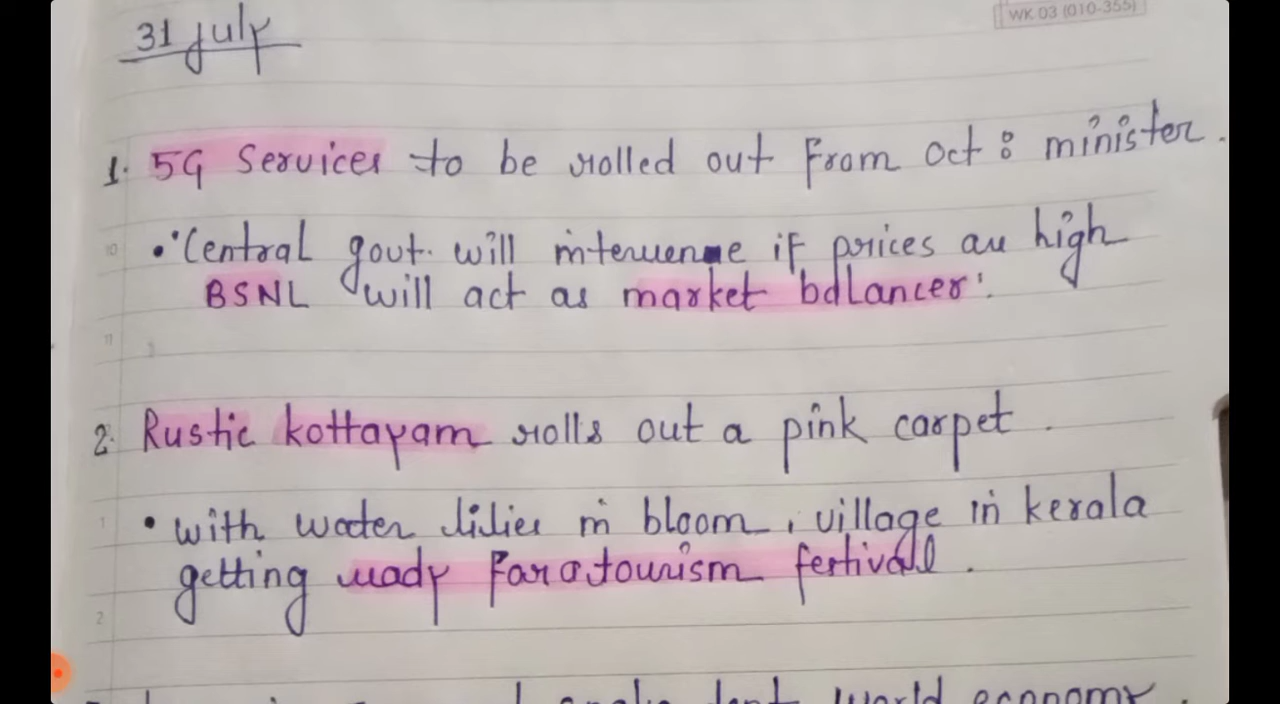 WK 03 (010-355)
31 July
1. 5G Services to be rolled out from Oct : minister.
• Central govt. will intervene if prices are high
BSNL will act as market balancer'.
2. Rustic kottayam rolls out a pink carpet.
• with water lilies in bloom, village in kerala
getting ready for a tourism festival.
world economy.